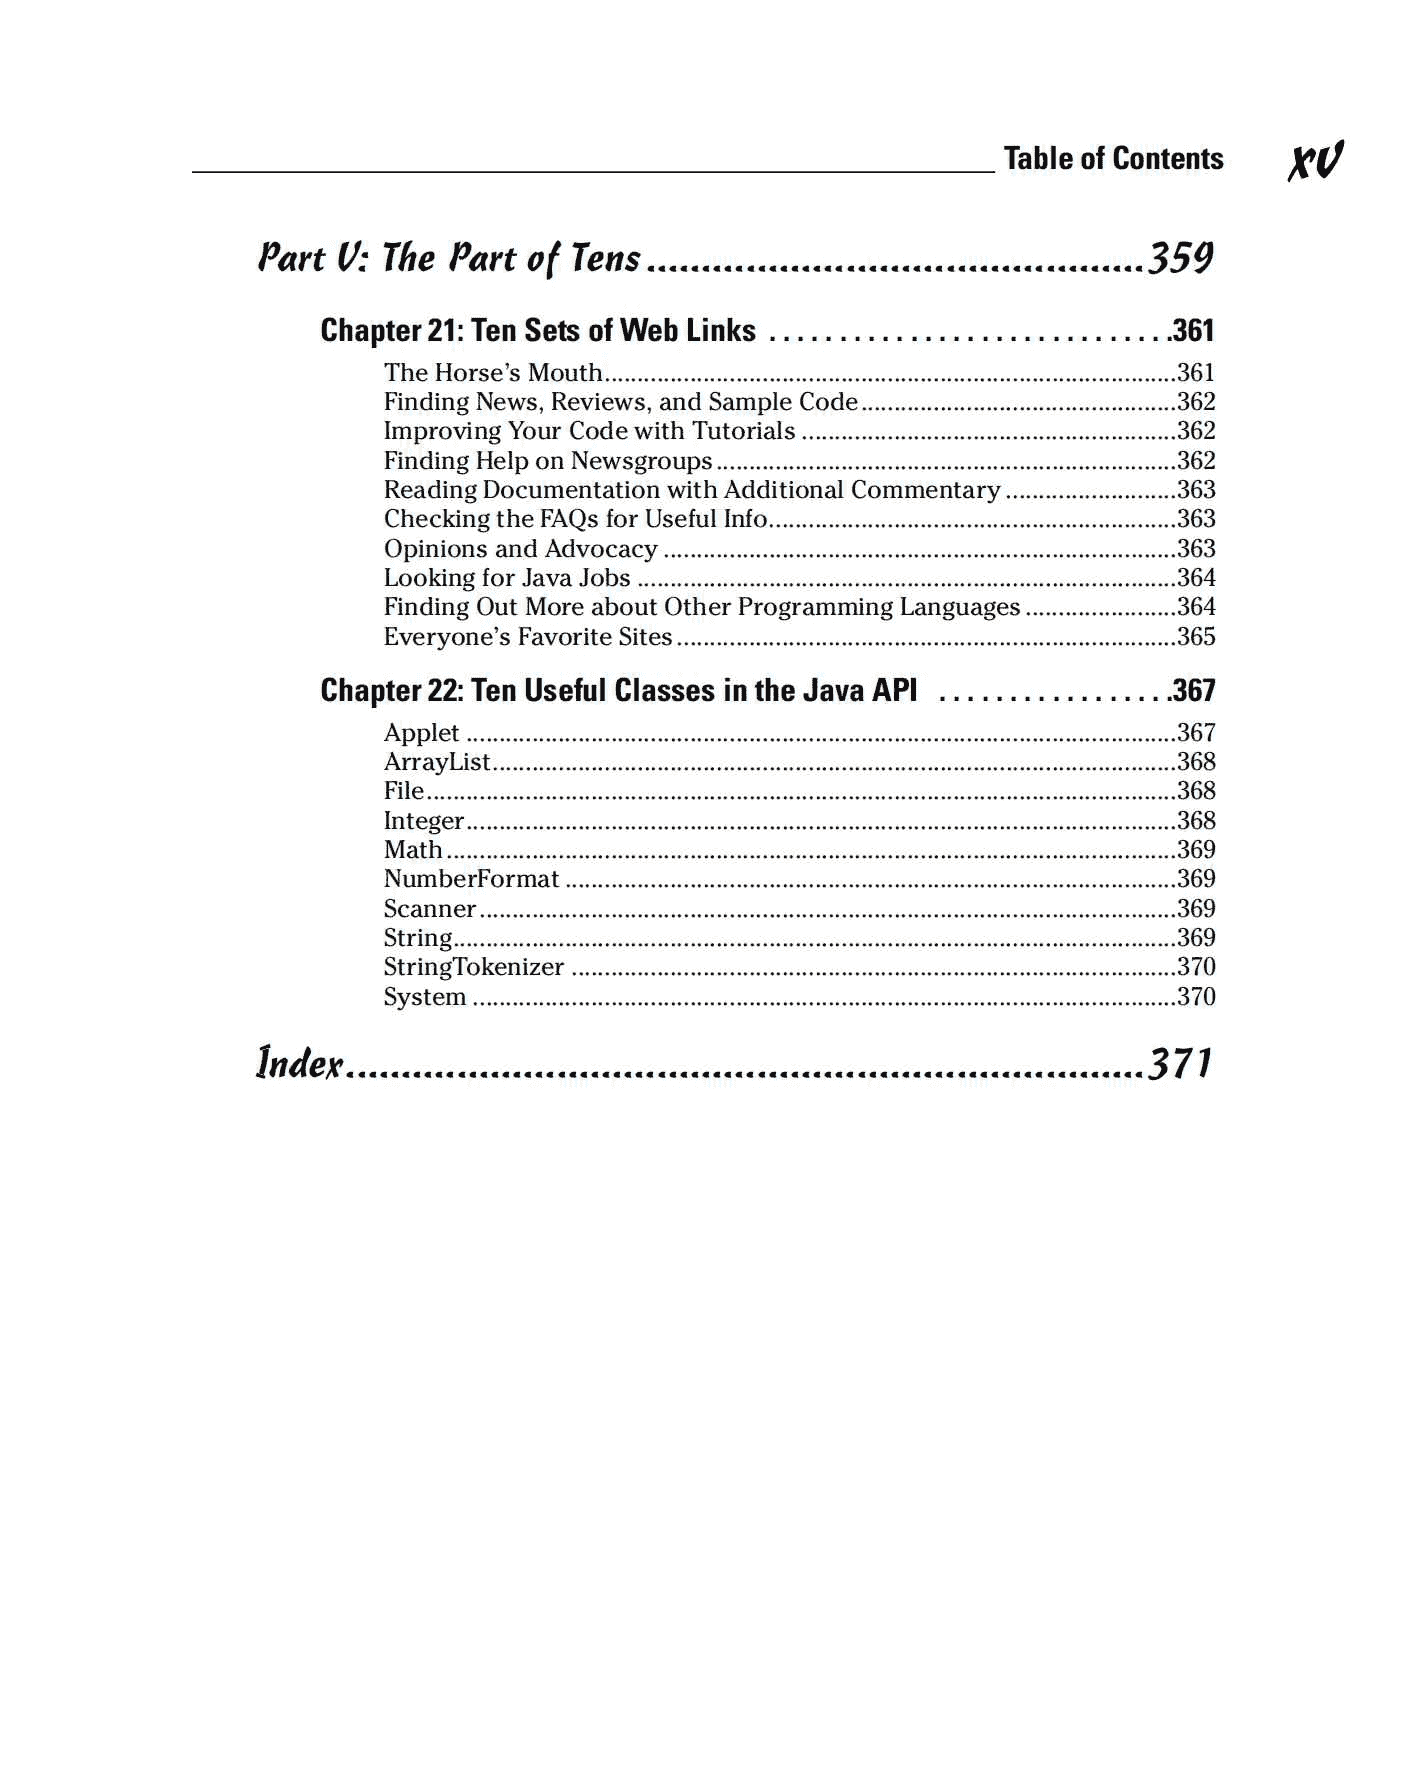 Table of Contents xv
Part V: The Part of Tens.............................................359
Chapter 21: Ten Sets of Web Links . . . . . . . . . . . . . . . . . . . . . . . . . . . . .361
The Horse’s Mouth.......................................................................................361
Finding News, Reviews, and Sample Code................................................362
Improving Your Code with Tutorials .........................................................362
Finding Help on Newsgroups......................................................................362
Reading Documentation with Additional Commentary ..........................363
Checking the FAQs for Useful Info..............................................................363
Opinions and Advocacy ..............................................................................363
Looking for Java Jobs ..................................................................................364
Finding Out More about Other Programming Languages .......................364
Everyone’s Favorite Sites............................................................................365
Chapter 22: Ten Useful Classes in the Java API . . . . . . . . . . . . . . . . .367
Applet ............................................................................................................367
ArrayList........................................................................................................368
File..................................................................................................................368
Integer............................................................................................................368
Math...............................................................................................................369
NumberFormat .............................................................................................369
Scanner..........................................................................................................369
String..............................................................................................................369
StringTokenizer ............................................................................................370
System ...........................................................................................................370
Index........................................................................371